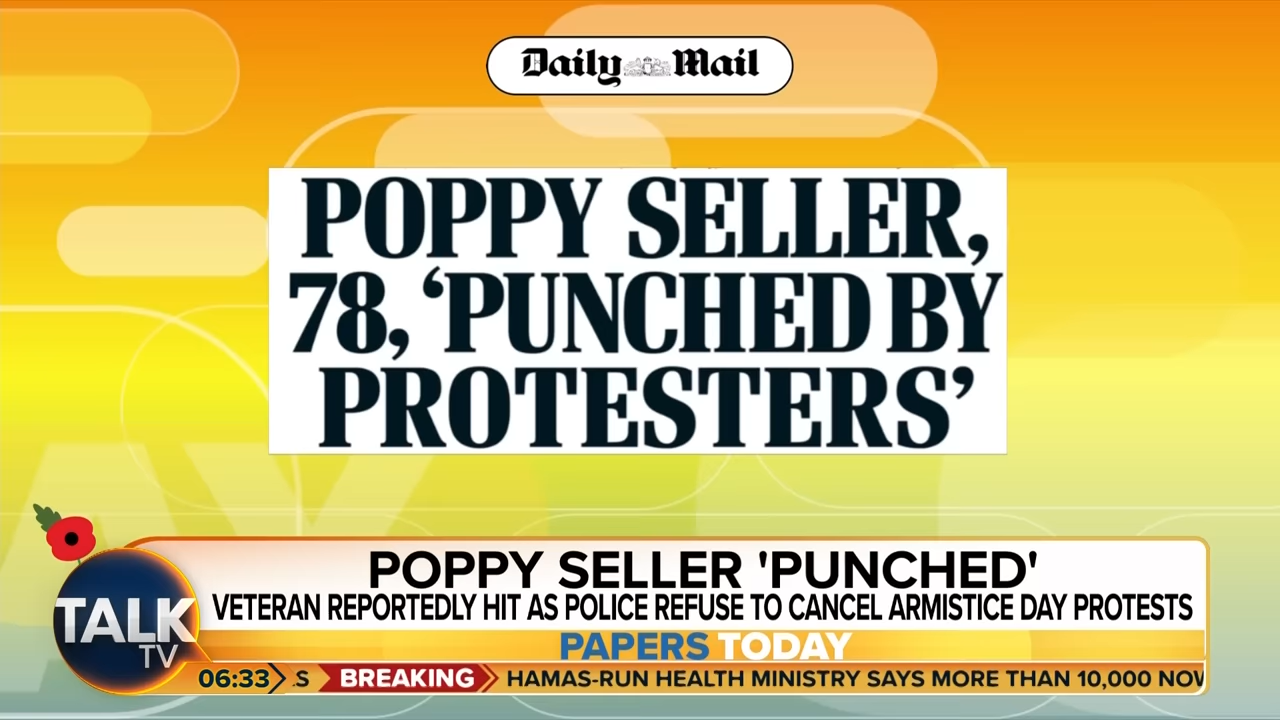 Daily Mail
POPPY SELLER,
78, ‘PUNCHED BY
PROTESTERS’
POPPY SELLER 'PUNCHED'
VETERAN REPORTEDLY HIT AS POLICE REFUSE TO CANCEL ARMISTICE DAY PROTESTS
PAPERS TODAY
TALK
TV
06:33 .S BREAKING HAMAS-RUN HEALTH MINISTRY SAYS MORE THAN 10,000